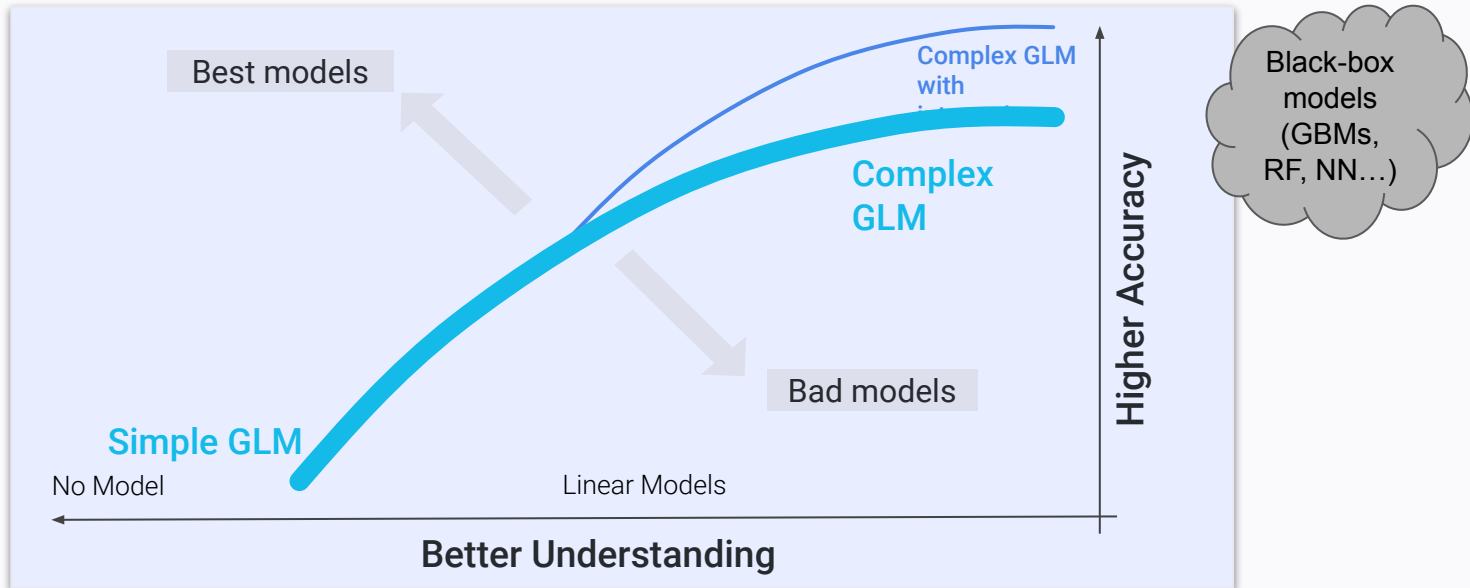 Best models
Complex GLM
with
Black-box
models
(GBMs,
RF, NN…)
Complex
GLM
Higher Accuracy
Bad models
Simple GLM
No Model
Linear Models
Better Understanding